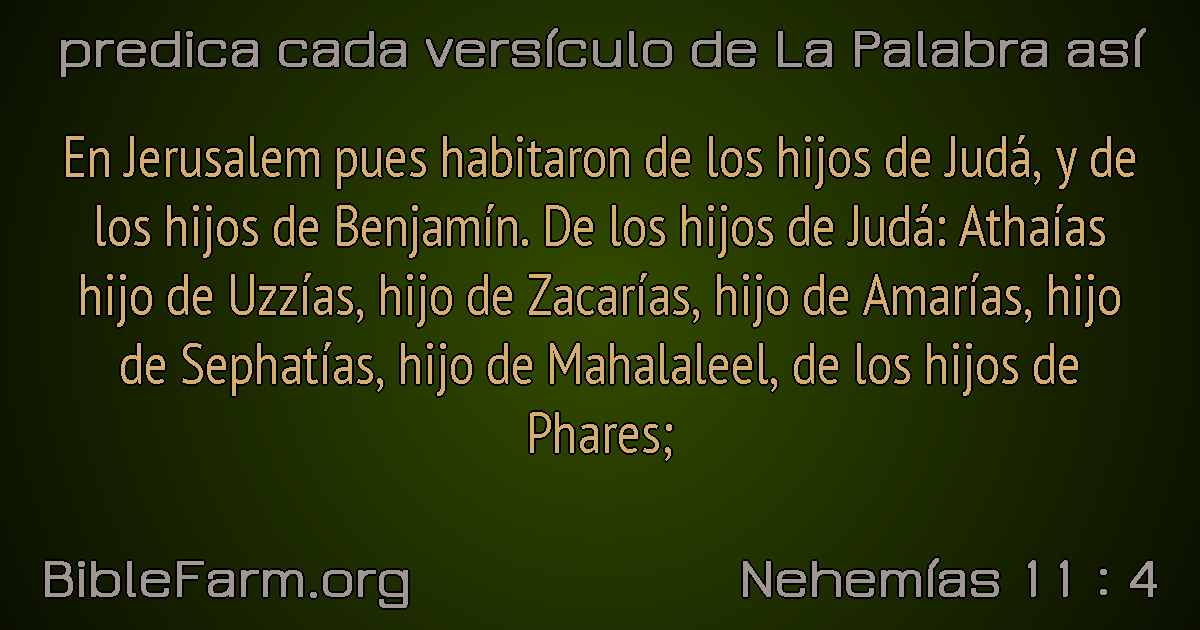 predica cada versículo de La Palabra así
En Jerusalem pues habitaron de los hijos de Judá, y de
los hijos de Benjamín. De los hijos de Judá: Athaías
hijo de Uzzías, hijo de Zacarías, hijo de Amarías, hijo
de Sephatías, hijo de Mahalaleel, de los hijos de
Phares;
BibleFarm.org
Nehemías 11 : 4